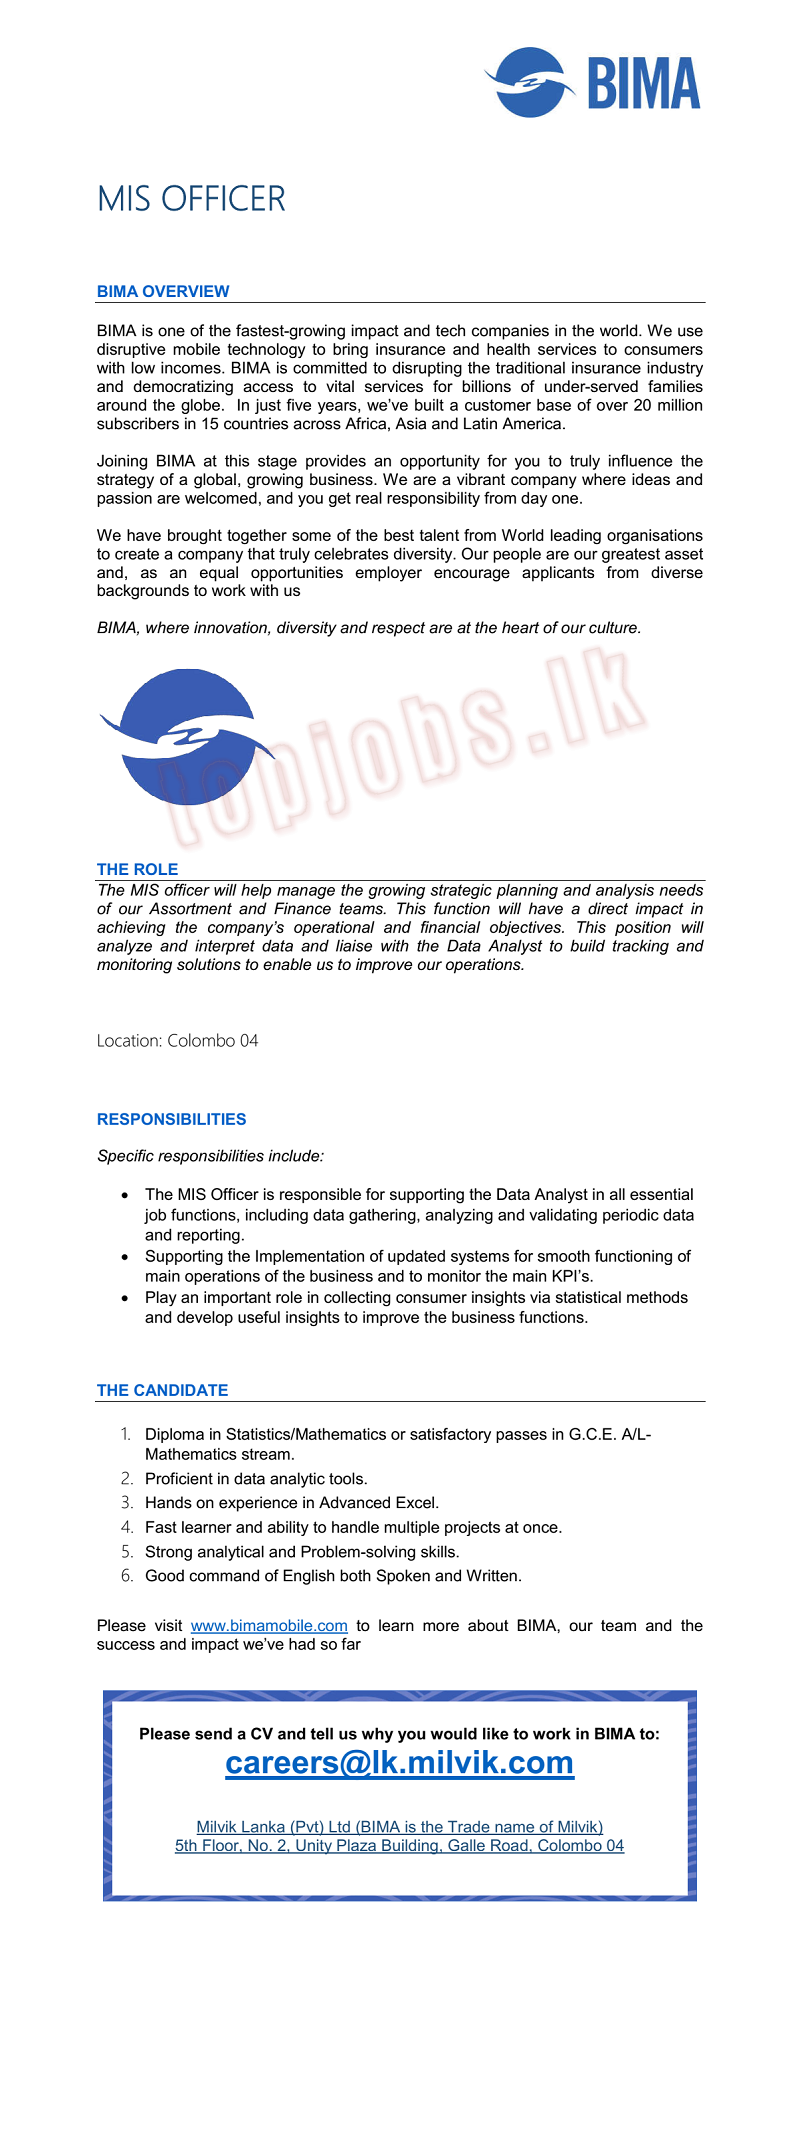 BIMA
MIS OFFICER
BIMA OVERVIEW
BIMA is one of the fastest-growing impact and tech companies in the world. We use
disruptive mobile technology to bring insurance and health services to consumers
with low incomes. BIMA is committed to disrupting the traditional insurance industry
and democratizing access to vital services for billions of under-served families
around the globe.  In just five years, we’ve built a customer base of over 20 million
subscribers in 15 countries across Africa, Asia and Latin America.
Joining BIMA at this stage provides an opportunity for you to truly influence the
strategy of a global, growing business. We are a vibrant company where ideas and
passion are welcomed, and you get real responsibility from day one.
We have brought together some of the best talent from World leading organisations
to create a company that truly celebrates diversity. Our people are our greatest asset
and, as an equal opportunities employer encourage applicants from diverse
backgrounds to work with us
BIMA, where innovation, diversity and respect are at the heart of our culture.
topjobs.lk
THE ROLE
The MIS officer will help manage the growing strategic planning and analysis needs
of our Assortment and Finance teams. This function will have a direct impact in
achieving the company’s operational and financial objectives. This position will
analyze and interpret data and liaise with the Data Analyst to build tracking and
monitoring solutions to enable us to improve our operations.
Location: Colombo 04
RESPONSIBILITIES
Specific responsibilities include:
• The MIS Officer is responsible for supporting the Data Analyst in all essential
job functions, including data gathering, analyzing and validating periodic data
and reporting.
• Supporting the Implementation of updated systems for smooth functioning of
main operations of the business and to monitor the main KPI’s.
• Play an important role in collecting consumer insights via statistical methods
and develop useful insights to improve the business functions.
THE CANDIDATE
1. Diploma in Statistics/Mathematics or satisfactory passes in G.C.E. A/L-
Mathematics stream.
2. Proficient in data analytic tools.
3. Hands on experience in Advanced Excel.
4. Fast learner and ability to handle multiple projects at once.
5. Strong analytical and Problem-solving skills.
6. Good command of English both Spoken and Written.
Please visit www.bimamobile.com to learn more about BIMA, our team and the
success and impact we’ve had so far
Please send a CV and tell us why you would like to work in BIMA to:
careers@lk.milvik.com
Milvik Lanka (Pvt) Ltd (BIMA is the Trade name of Milvik)
5th Floor, No. 2, Unity Plaza Building, Galle Road, Colombo 04